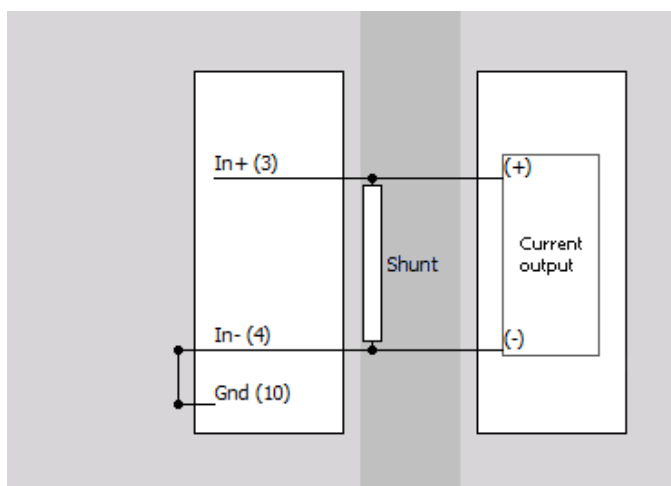 In+ (3)
(+)
Current
output
Shunt
In- (4)
(-)
Gnd (10)